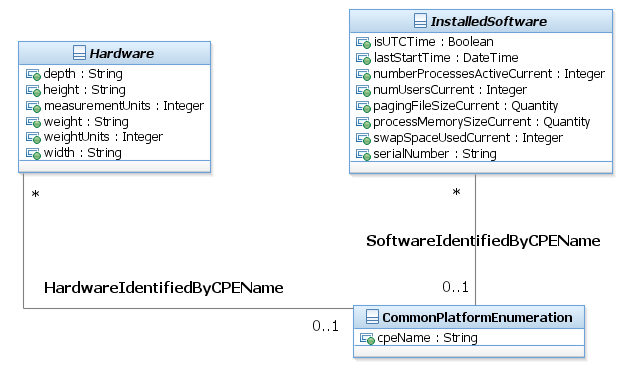 Hardware
depth : String
height : String
measurementUnits : Integer
weight : String
weightUnits : Integer
width : String
InstalledSoftware
isUTCTime : Boolean
lastStartTime : DateTime
numberProcessesActiveCurrent : Integer
numUsersCurrent : Integer
pagingFileSizeCurrent : Quantity
processMemorySizeCurrent : Quantity
swapSpaceUsedCurrent : Integer
serialNumber : String
*
*
SoftwareIdentifiedByCPEName
HardwareIdentifiedByCPEName
0..1
0..1
CommonPlatformEnumeration
cpeName : String